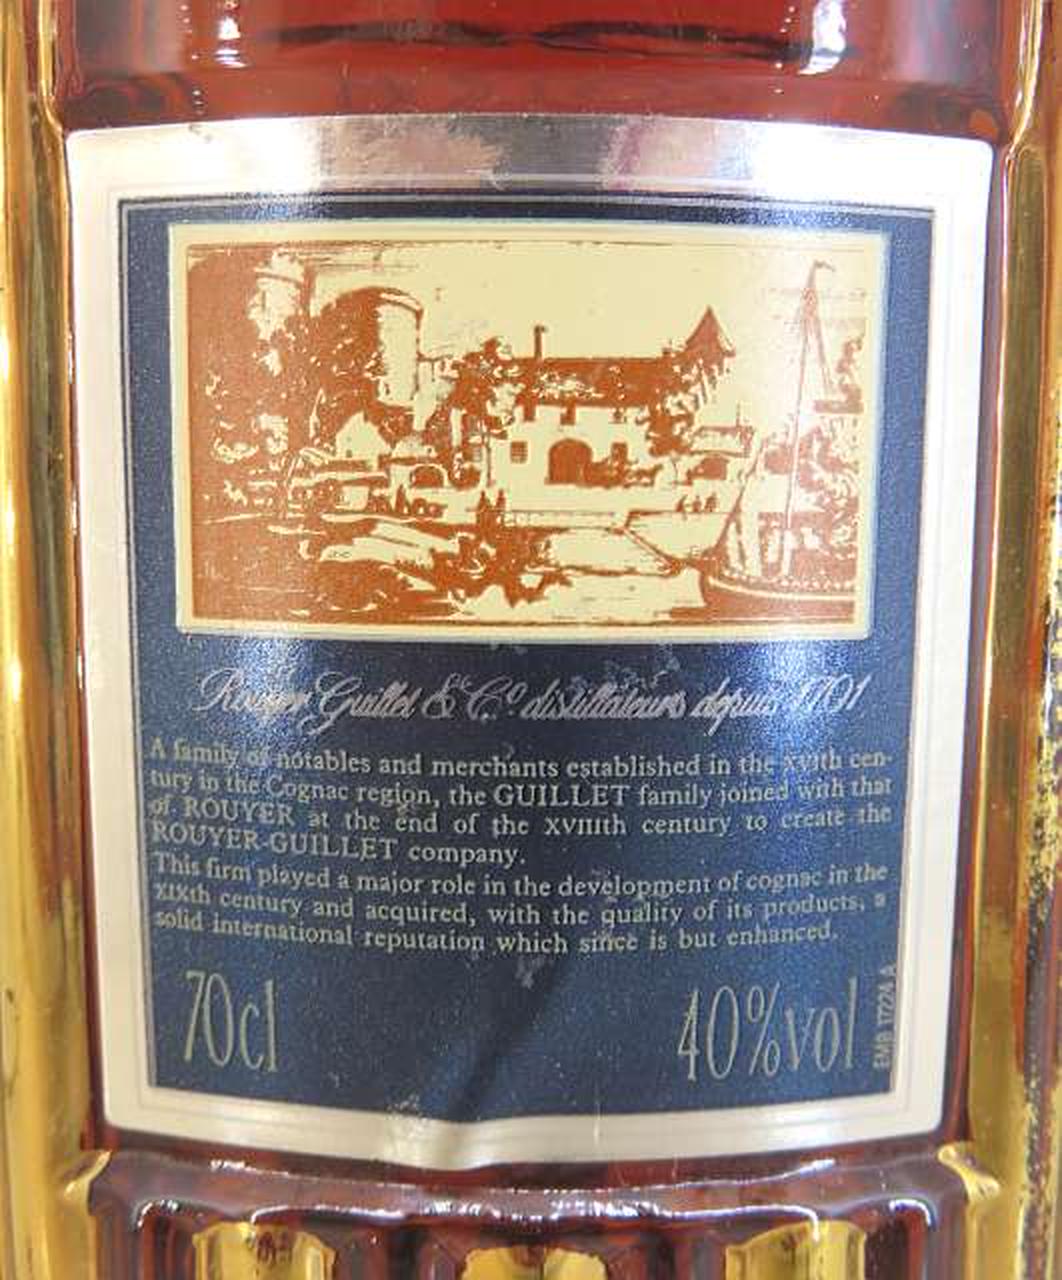 Rouyer Guillet & C.º distillateurs depuis 1701
A family of notables and merchants established in the XVIth cen-
tury in the Cognac region, the GUILLET family joined with that
of ROUYER at the end of the XVIIIth century to create the
ROUYER-GUILLET company.
This firm played a major role in the development of cognac in the
XIXth century and acquired, with the quality of its products, a
solid international reputation which since is but enhanced.
70cl
40%vol
EMB 17224 A